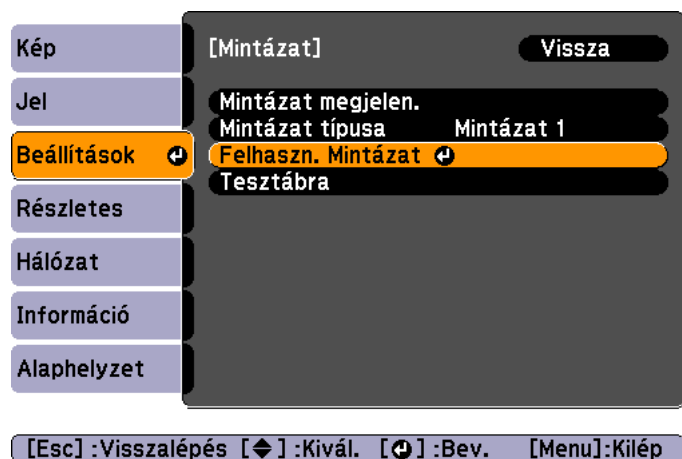 Kép
Jel
Beállítások
Részletes
Hálózat
Információ
Alaphelyzet
[Mintázat] Vissza
Mintázat megjelen.
Mintázat típusa Mintázat 1
Felhaszn. Mintázat
Tesztábra
[Esc] :Visszalépés [◆] :Kivál. [⏎] :Bev. [Menu]:Kilép